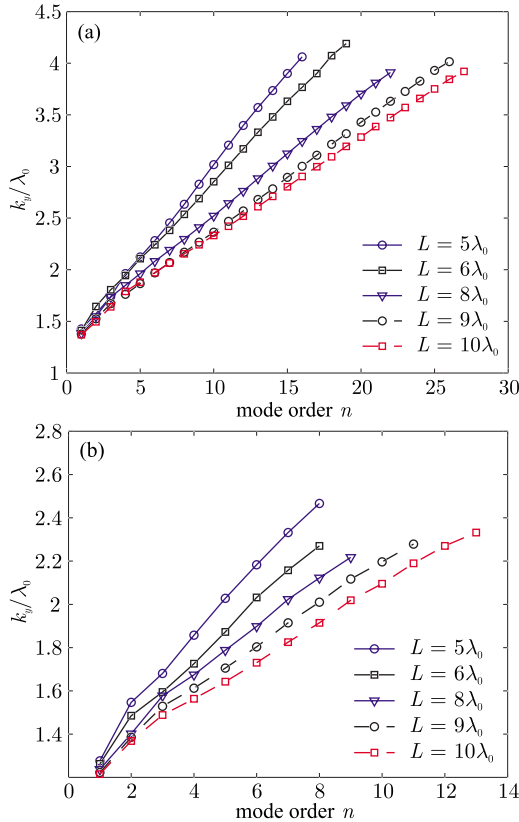 (a)
4.5
4
3.5
3
2.5
2
1.5
1
k_y/λ_0
0 5 10 15 20 25 30
mode order n
L = 5λ_0
L = 6λ_0
L = 8λ_0
L = 9λ_0
L = 10λ_0
(b)
2.8
2.6
2.4
2.2
2
1.8
1.6
1.4
k_y/λ_0
0 2 4 6 8 10 12 14
mode order n
L = 5λ_0
L = 6λ_0
L = 8λ_0
L = 9λ_0
L = 10λ_0